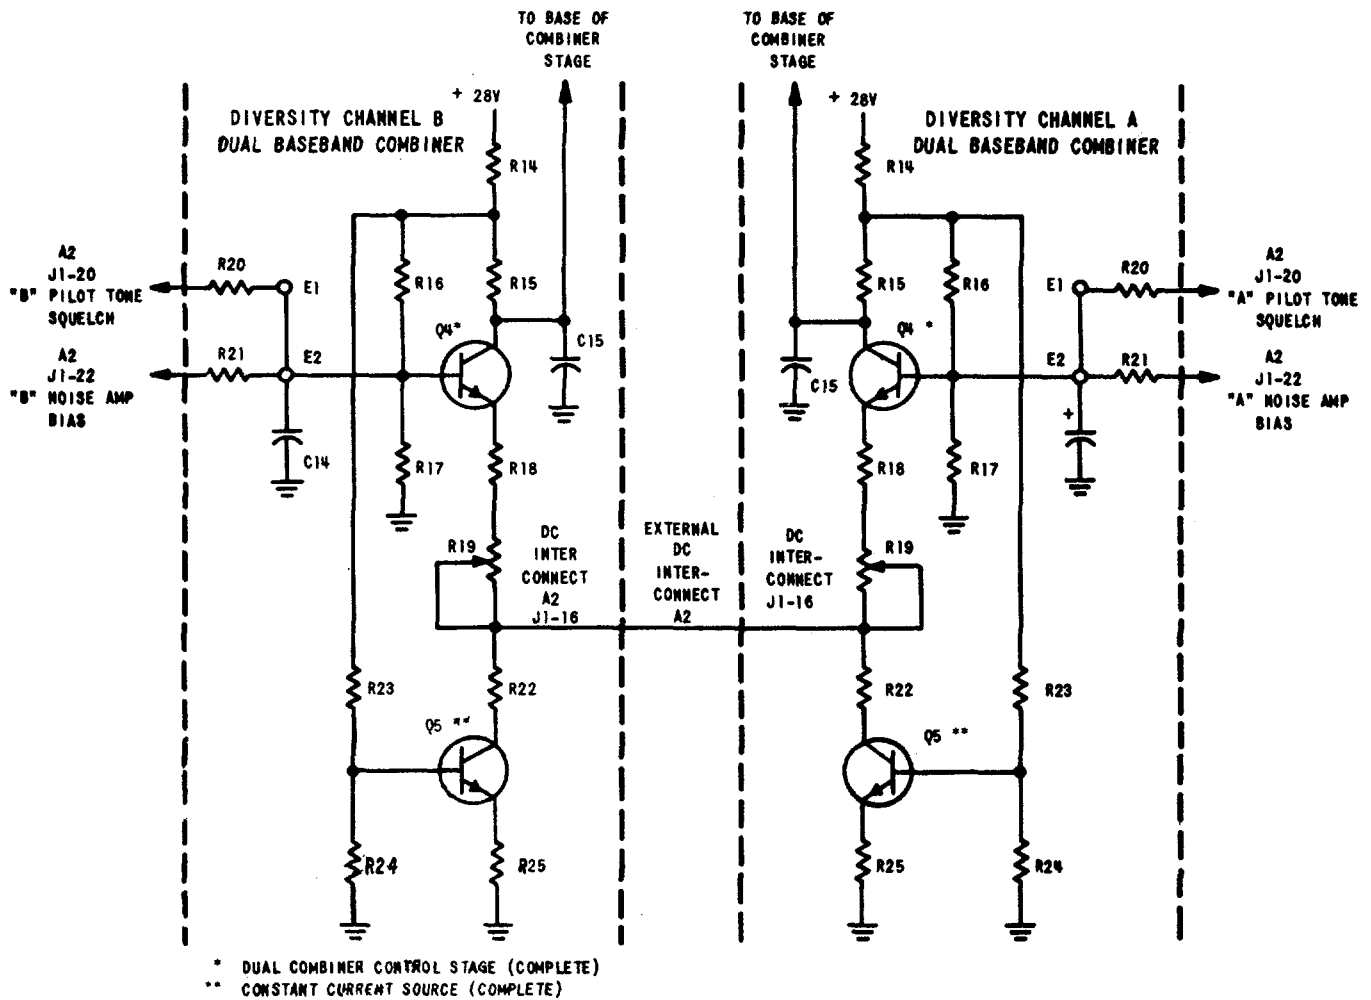 TO BASE OF
COMBINER
STAGE
TO BASE OF
COMBINER
STAGE
+ 28V
+ 28V
DIVERSITY CHANNEL B
DUAL BASEBAND COMBINER
DIVERSITY CHANNEL A
DUAL BASEBAND COMBINER
R14
R14
A2
J1-20
"B" PILOT TONE
SQUELCH
R20
E1
R16
R15
R15
R16
E1
R20
A2
J1-20
"A" PILOT TONE
SQUELCH
Q4*
C15
Q4 *
A2
J1-22
"B" NOISE AMP
BIAS
R21
E2
C15
E2
R21
A2
J1-22
"A" NOISE AMP
BIAS
+
C14
R17
R18
R18
R17
R19
DC
INTER
CONNECT
A2
J1-16
EXTERNAL
DC
INTER-
CONNECT
A2
DC
INTER-
CONNECT
J1-16
R19
R23
R22
R22
R23
Q5 **
Q5 **
R24
R25
R25
R24
* DUAL COMBINER CONTROL STAGE (COMPLETE)
** CONSTANT CURRENT SOURCE (COMPLETE)